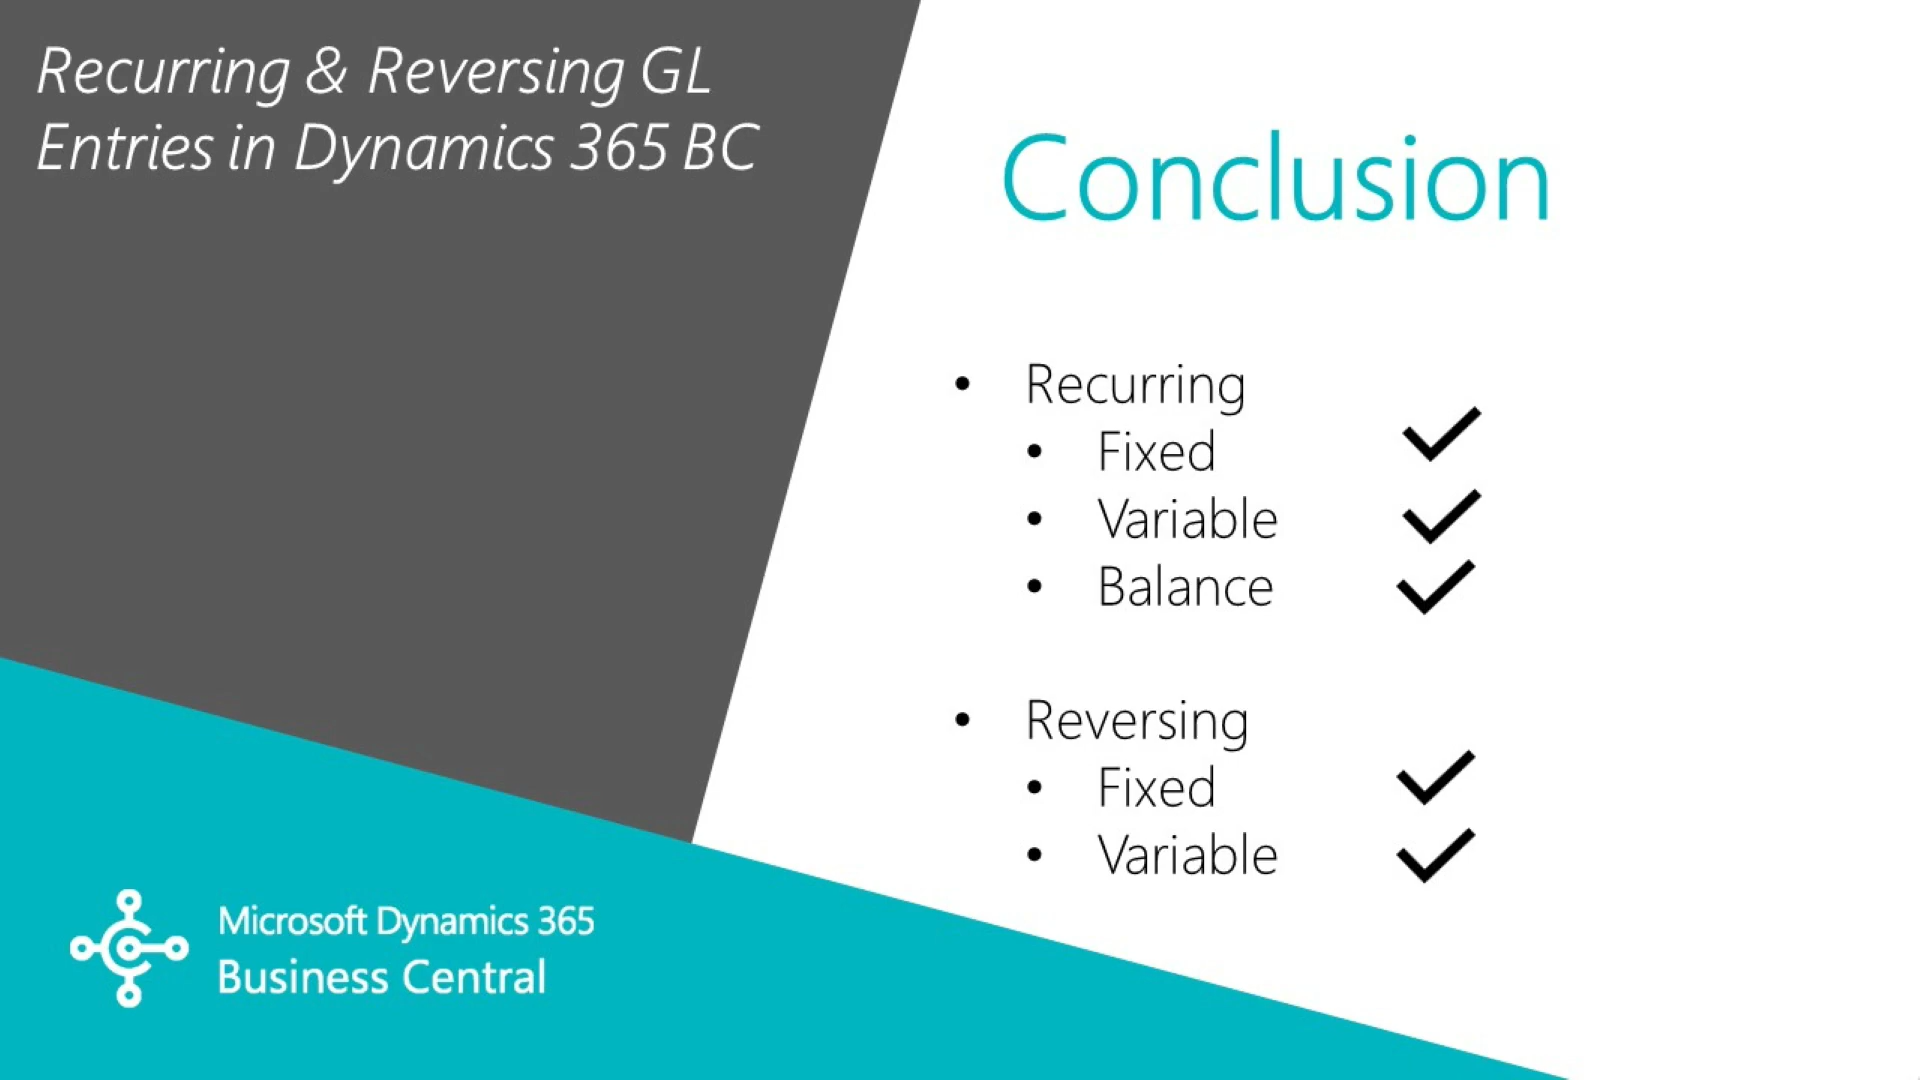 Recurring & Reversing GL
Entries in Dynamics 365 BC
Conclusion
• Recurring
• Fixed
• Variable
• Balance
• Reversing
• Fixed
• Variable
Microsoft Dynamics 365
Business Central